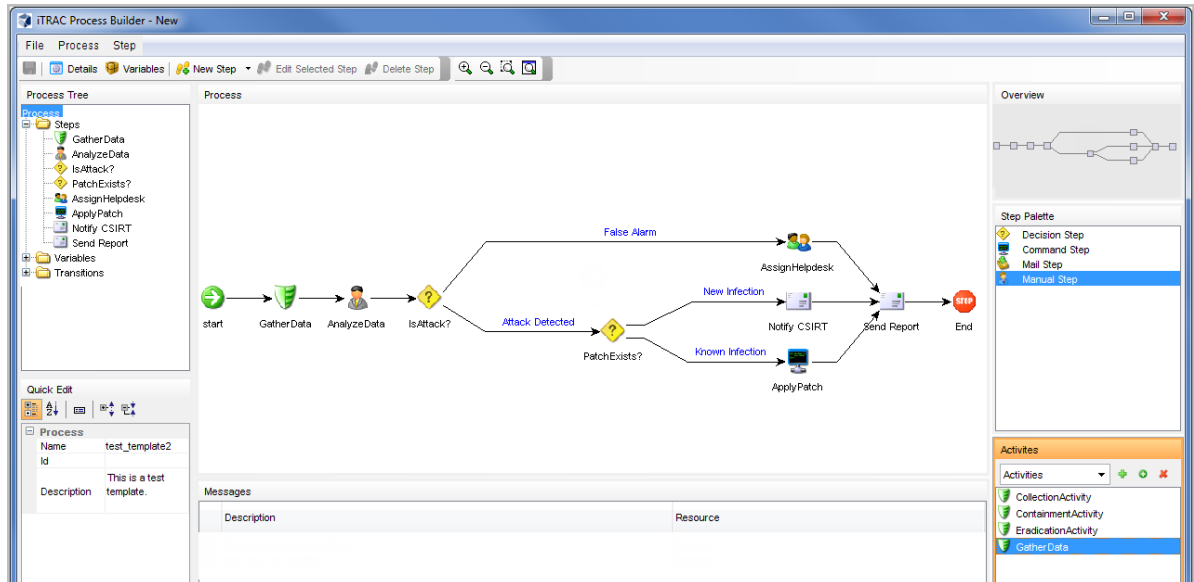 iTRAC Process Builder - New
File Process Step
Details Variables New Step Edit Selected Step Delete Step
Process Tree
Process
Steps
GatherData
AnalyzeData
IsAttack?
PatchExists?
AssignHelpdesk
ApplyPatch
Notify CSIRT
Send Report
Variables
Transitions
Quick Edit
Process
Name test_template2
Id
Description This is a test
template.
Process
False Alarm
AssignHelpdesk
New Infection
start GatherData AnalyzeData IsAttack? Attack Detected Notify CSIRT Send Report STOP End
PatchExists? Known Infection
ApplyPatch
Messages
Description Resource
Overview
Step Palette
Decision Step
Command Step
Mail Step
Manual Step
Activites
Activities
CollectionActivity
ContainmentActivity
EradicationActivity
GatherData